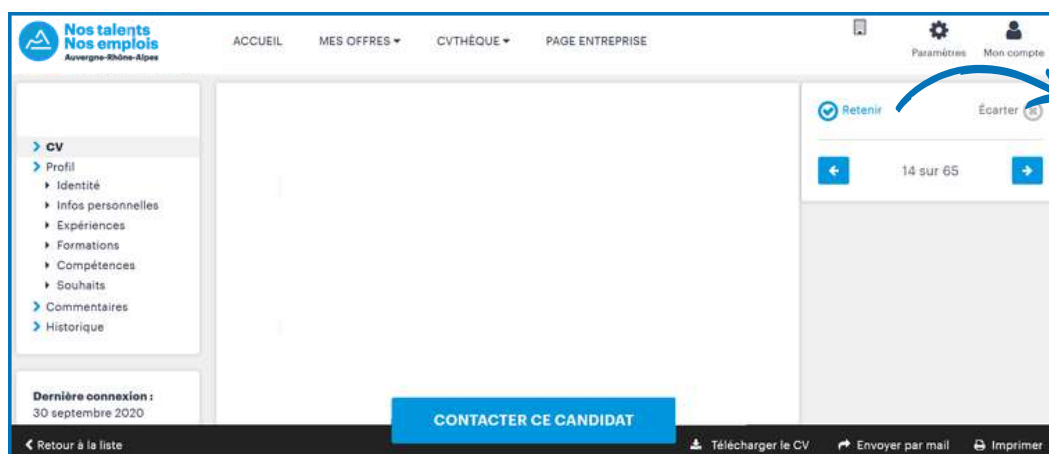 Nos talents
Nos emplois
Auvergne-Rhône-Alpes
ACCUEIL MES OFFRES CVTHÈQUE PAGE ENTREPRISE
Paramètres Mon compte
CV
Profil
Identité
Infos personnelles
Expériences
Formations
Compétences
Souhaits
Commentaires
Historique
Dernière connexion :
30 septembre 2020
Retenir Écarter
14 sur 65
CONTACTER CE CANDIDAT
Retour à la liste Télécharger le CV Envoyer par mail Imprimer